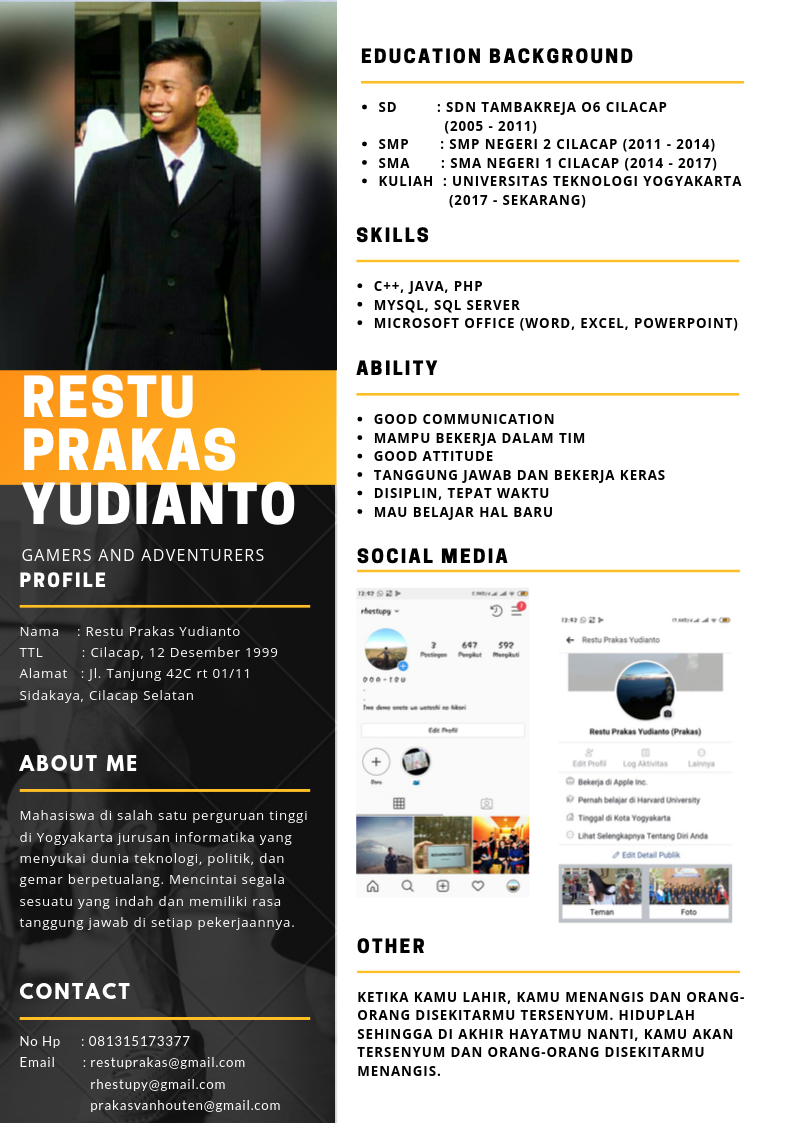 RESTU
PRAKAS
YUDIANTO
GAMERS AND ADVENTURERS
PROFILE
Nama : Restu Prakas Yudianto
TTL : Cilacap, 12 Desember 1999
Alamat : Jl. Tanjung 42C rt 01/11
Sidakaya, Cilacap Selatan
ABOUT ME
Mahasiswa di salah satu perguruan tinggi
di Yogyakarta jurusan informatika yang
menyukai dunia teknologi, politik, dan
gemar berpetualang. Mencintai segala
sesuatu yang indah dan memiliki rasa
tanggung jawab di setiap pekerjaannya.
CONTACT
No Hp : 081315173377
Email : restuprakas@gmail.com
rhestupy@gmail.com
prakasvanhouten@gmail.com
EDUCATION BACKGROUND
• SD : SDN TAMBAKREJA O6 CILACAP
(2005 - 2011)
• SMP : SMP NEGERI 2 CILACAP (2011 - 2014)
• SMA : SMA NEGERI 1 CILACAP (2014 - 2017)
• KULIAH : UNIVERSITAS TEKNOLOGI YOGYAKARTA
(2017 - SEKARANG)
SKILLS
• C++, JAVA, PHP
• MYSQL, SQL SERVER
• MICROSOFT OFFICE (WORD, EXCEL, POWERPOINT)
ABILITY
• GOOD COMMUNICATION
• MAMPU BEKERJA DALAM TIM
• GOOD ATTITUDE
• TANGGUNG JAWAB DAN BEKERJA KERAS
• DISIPLIN, TEPAT WAKTU
• MAU BELAJAR HAL BARU
SOCIAL MEDIA
12:42
rhestupy
3 647 592
Postingan Pengikut Mengikuti
Edit Profil
Baru
12:42
Restu Prakas Yudianto
Restu Prakas Yudianto (Prakas)
Edit Profil Log Aktivitas Lainnya
Bekerja di Apple Inc.
Pernah belajar di Harvard University
Tinggal di Kota Yogyakarta
Lihat Selengkapnya Tentang Diri Anda
Edit Detail Publik
Teman Foto
OTHER
KETIKA KAMU LAHIR, KAMU MENANGIS DAN ORANG-
ORANG DISEKITARMU TERSENYUM. HIDUPLAH
SEHINGGA DI AKHIR HAYATMU NANTI, KAMU AKAN
TERSENYUM DAN ORANG-ORANG DISEKITARMU
MENANGIS.